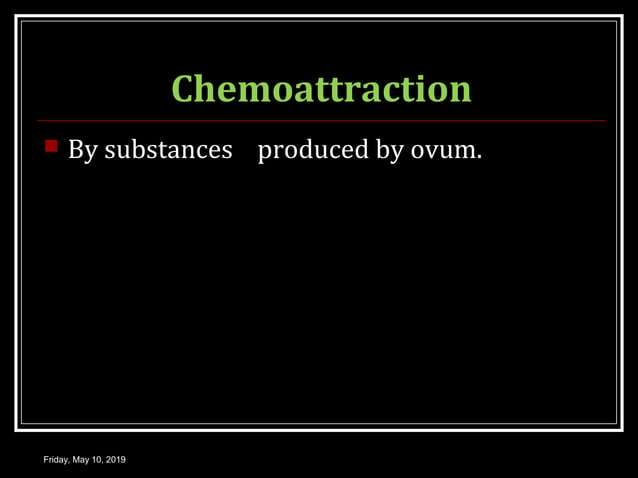 Chemoattraction
By substances produced by ovum.
Friday, May 10, 2019